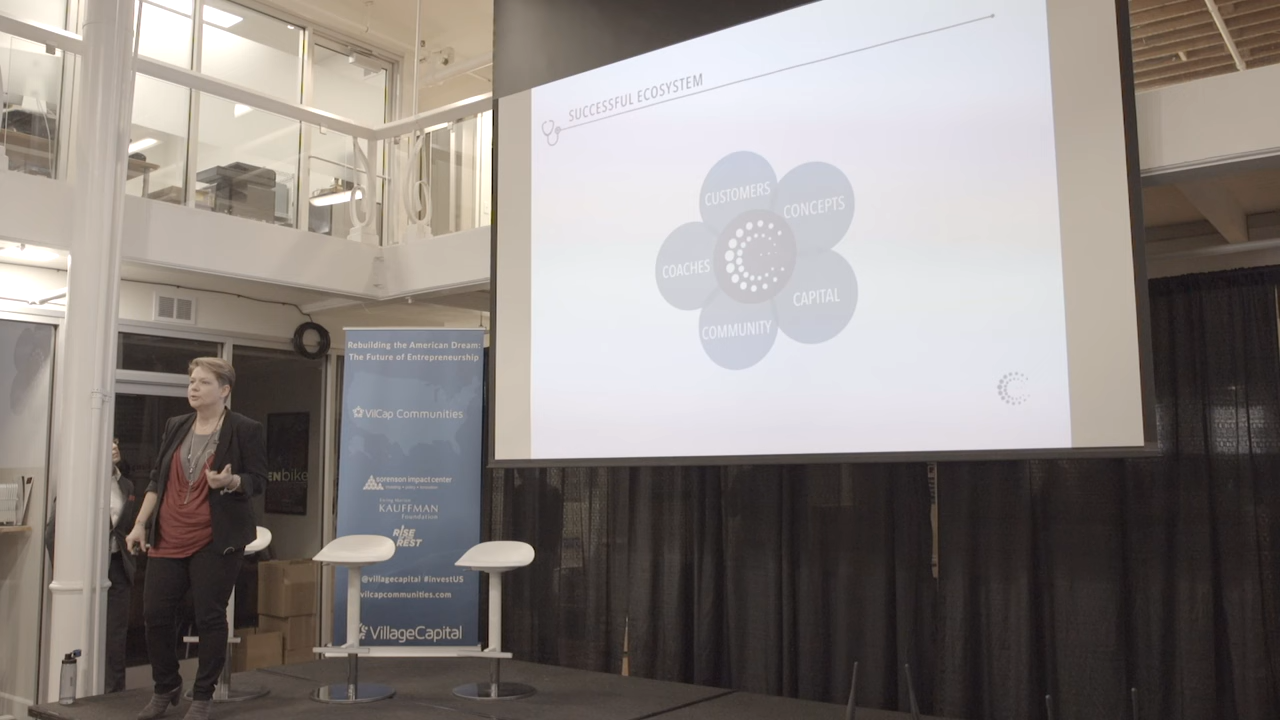 SUCCESSFUL ECOSYSTEM
CUSTOMERS
CONCEPTS
COACHES
CAPITAL
COMMUNITY
Rebuilding the American Dream:
The Future of Entrepreneurship
VilCap Communities
sorenson impact center
KAUFFMAN
Foundation
RISE
REST
@villagecapital #investUS
vilcapcommunities.com
VillageCapital
ENbike